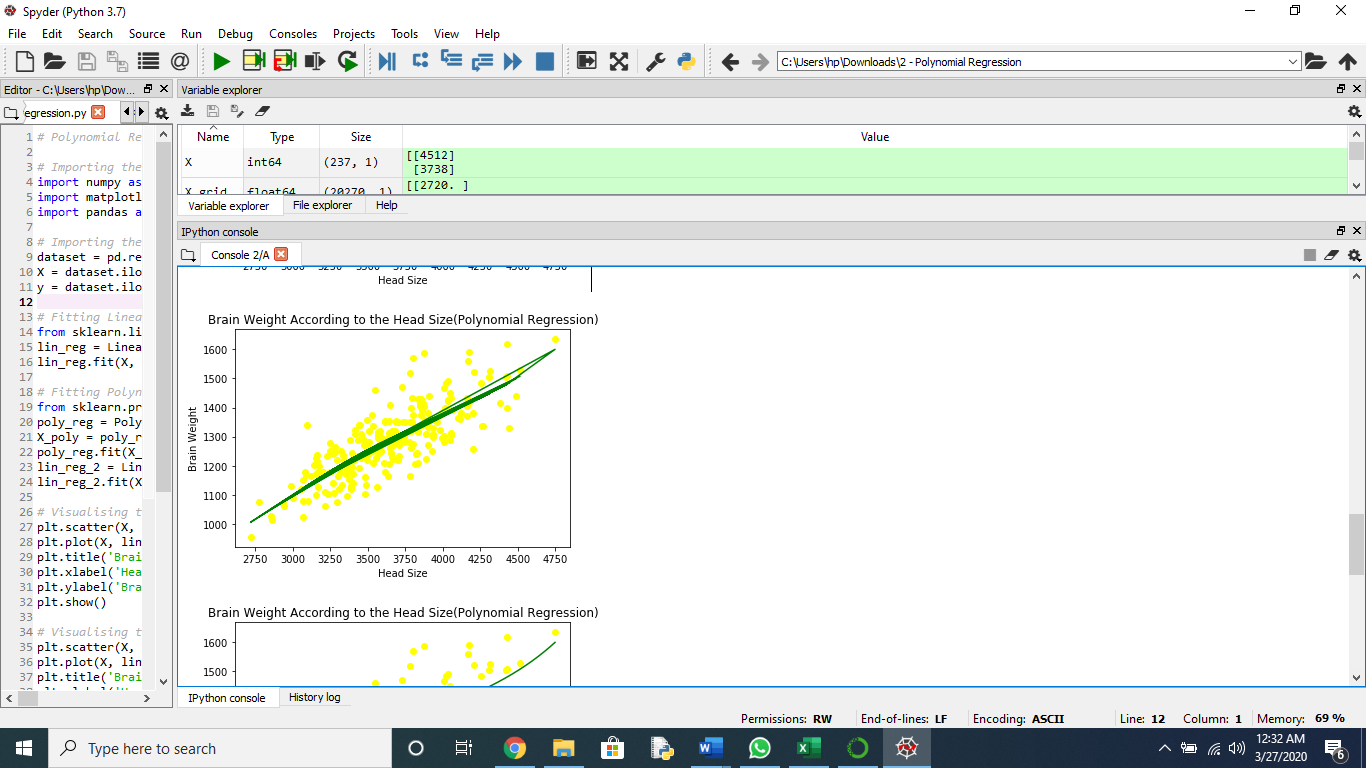 Spyder (Python 3.7)
File Edit Search Source Run Debug Consoles Projects Tools View Help
C:\Users\hp\Downloads\2 - Polynomial Regression
Editor - C:\Users\hp\Dow...
egression.py
1 # Polynomial Re
2
3 # Importing the
4 import numpy as
5 import matplotl
6 import pandas a
7
8 # Importing the
9 dataset = pd.re
10 X = dataset.ilo
11 y = dataset.ilo
12
13 # Fitting Linea
14 from sklearn.li
15 lin_reg = Linea
16 lin_reg.fit(X,
17
18 # Fitting Polyn
19 from sklearn.pr
20 poly_reg = Poly
21 X_poly = poly_r
22 poly_reg.fit(X_
23 lin_reg_2 = Lin
24 lin_reg_2.fit(X
25
26 # Visualising t
27 plt.scatter(X,
28 plt.plot(X, lin
29 plt.title('Brai
30 plt.xlabel('Hea
31 plt.ylabel('Bra
32 plt.show()
33
34 # Visualising t
35 plt.scatter(X,
36 plt.plot(X, lin
37 plt.title('Brai
Variable explorer
Name Type Size Value
X int64 (237, 1) [[4512]
[3738]
X_grid float64 (20270, 1) [[2720. ]
Variable explorer File explorer Help
IPython console
Console 2/A
2750 3000 3250 3500 3750 4000 4250 4500 4750
Head Size
Brain Weight According to the Head Size(Polynomial Regression)
1600
1500
1400
1300
1200
1100
1000
Brain Weight
2750 3000 3250 3500 3750 4000 4250 4500 4750
Head Size
Brain Weight According to the Head Size(Polynomial Regression)
1600
1500
IPython console History log
Permissions: RW End-of-lines: LF Encoding: ASCII Line: 12 Column: 1 Memory: 69 %
Type here to search
12:32 AM
3/27/2020
6